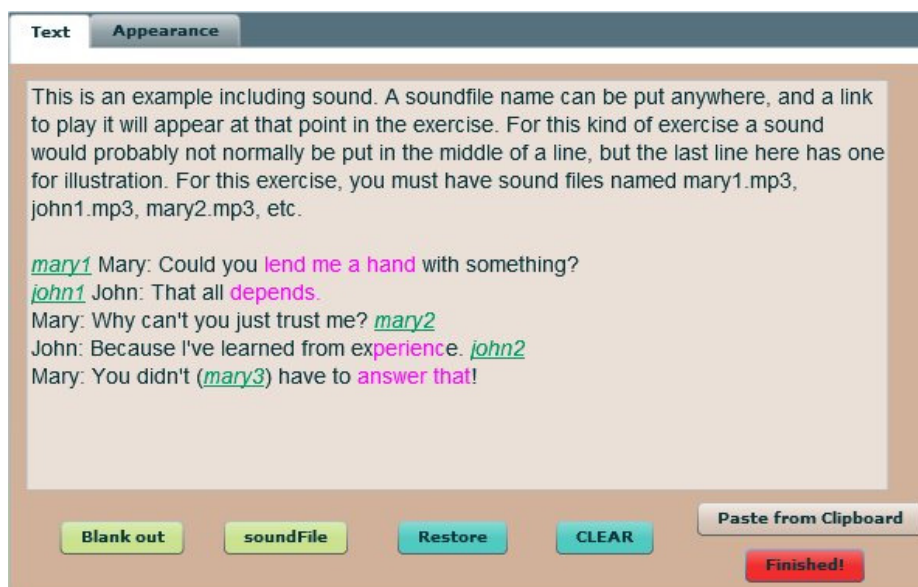 Text Appearance
This is an example including sound. A soundfile name can be put anywhere, and a link
to play it will appear at that point in the exercise. For this kind of exercise a sound
would probably not normally be put in the middle of a line, but the last line here has one
for illustration. For this exercise, you must have sound files named mary1.mp3,
john1.mp3, mary2.mp3, etc.
mary1 Mary: Could you lend me a hand with something?
john1 John: That all depends.
Mary: Why can't you just trust me? mary2
John: Because I've learned from experience. john2
Mary: You didn't (mary3) have to answer that!
Paste from Clipboard
Blank out soundFile Restore CLEAR
Finished!